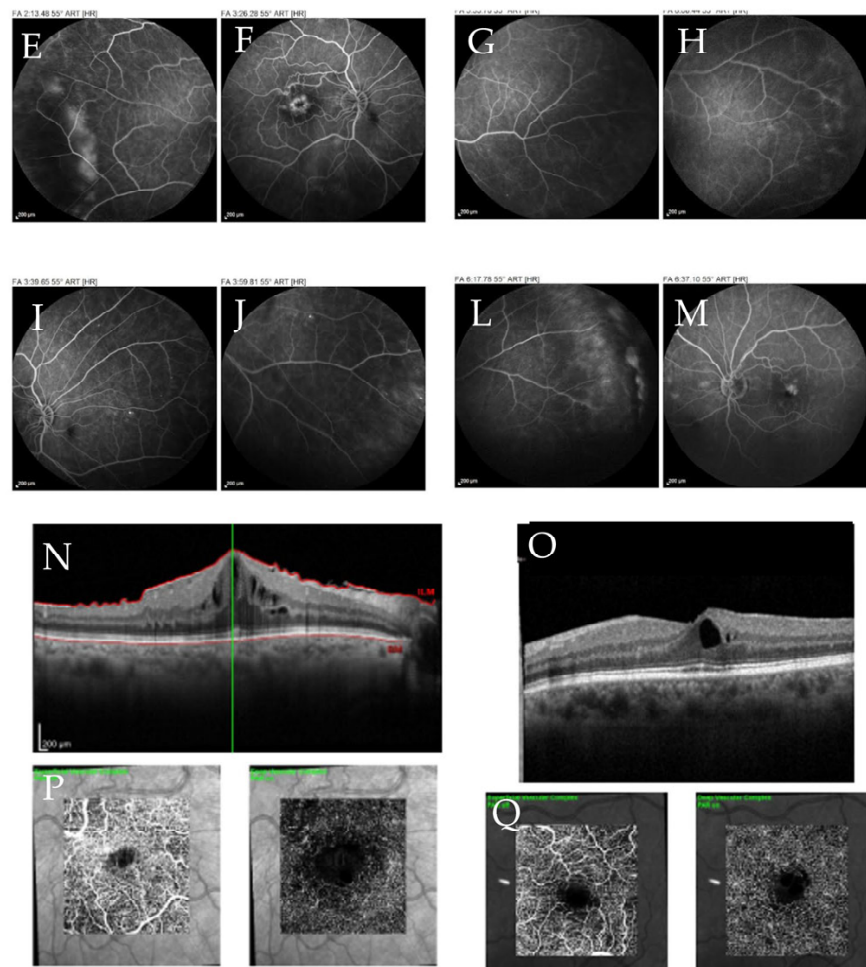 FA 2:13.48 55° ART [HR]
FA 3:26.28 55° ART [HR]
E
F
G
H
200 µm
200 µm
200 µm
200 µm
FA 3:39.65 55° ART [HR]
FA 3:59.81 55° ART [HR]
FA 6:17.78 55° ART [HR]
FA 6:37.10 55° ART [HR]
I
J
L
M
200 µm
200 µm
200 µm
200 µm
N
O
ILM
BM
200 µm
P
Q
Superficial Vascular Complex
Deep Vascular Complex